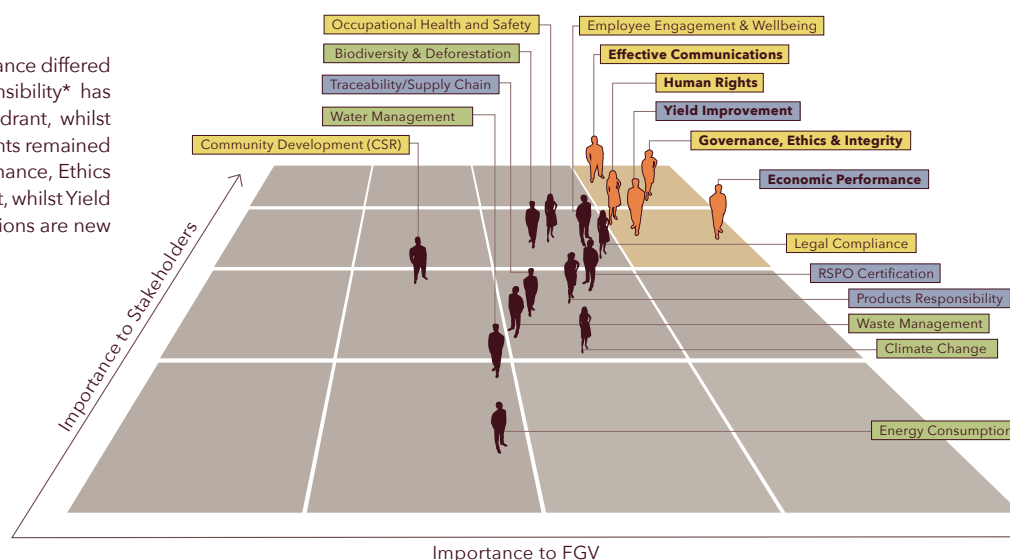 ance differed
nsibility* has
drant, whilst
nts remained
nance, Ethics
t, whilst Yield
tions are new
Occupational Health and Safety
Employee Engagement & Wellbeing
Biodiversity & Deforestation
Effective Communications
Traceability/Supply Chain
Human Rights
Water Management
Yield Improvement
Community Development (CSR)
Governance, Ethics & Integrity
Economic Performance
Legal Compliance
RSPO Certification
Products Responsibility
Waste Management
Climate Change
Energy Consumption
Importance to Stakeholders
Importance to FGV